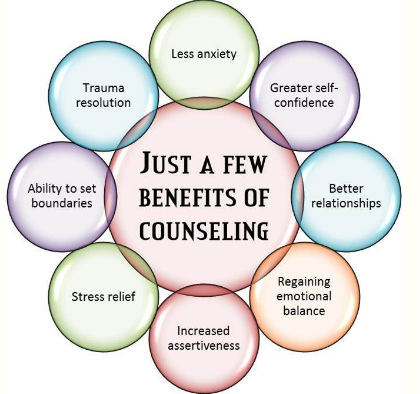 Less anxiety
Greater self-
confidence
Better
relationships
Regaining
emotional
balance
Increased
assertiveness
Stress relief
Ability to set
boundaries
Trauma
resolution
JUST A FEW
BENEFITS OF
COUNSELING